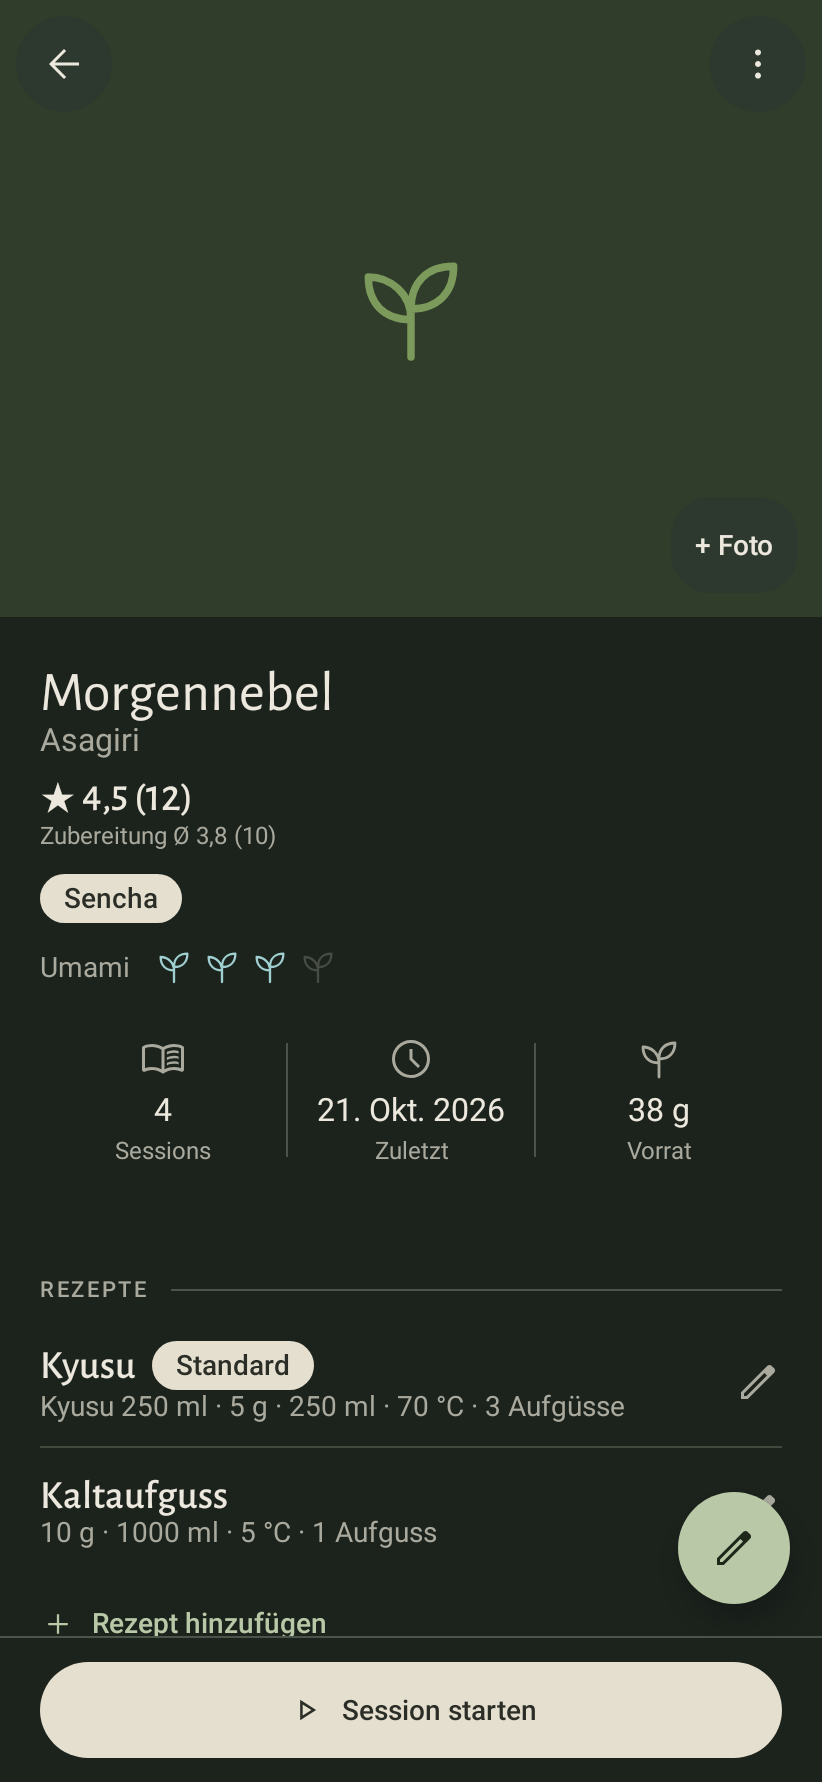 + Foto
Morgennebel
Asagiri
★ 4,5 (12)
Zubereitung Ø 3,8 (10)
Sencha
Umami
4
Sessions
21. Okt. 2026
Zuletzt
38 g
Vorrat
REZEPTE
Kyusu Standard
Kyusu 250 ml · 5 g · 250 ml · 70 °C · 3 Aufgüsse
Kaltaufguss
10 g · 1000 ml · 5 °C · 1 Aufguss
+ Rezept hinzufügen
Session starten